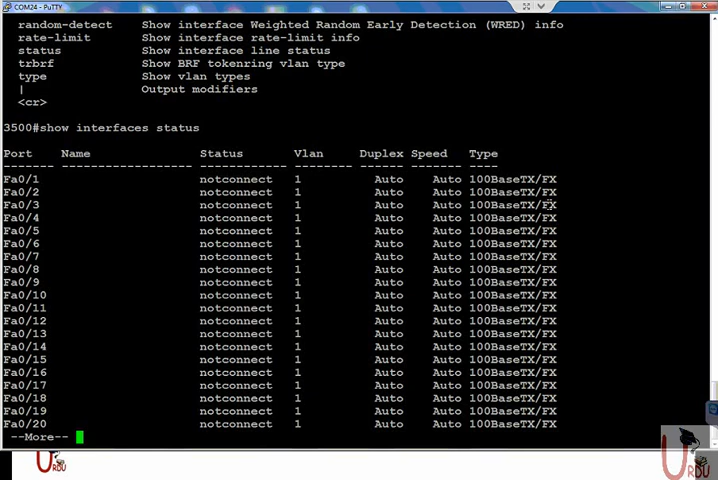 COM24 - PuTTY
random-detect Show interface Weighted Random Early Detection (WRED) info
rate-limit Show interface rate-limit info
status Show interface line status
trbrf Show BRF tokenring vlan type
type Show vlan types
| Output modifiers
<cr>
3500#show interfaces status
Port Name Status Vlan Duplex Speed Type
------- ------------------- ------------ -------- ------ ------- ----
Fa0/1 notconnect 1 Auto Auto 100BaseTX/FX
Fa0/2 notconnect 1 Auto Auto 100BaseTX/FX
Fa0/3 notconnect 1 Auto Auto 100BaseTX/FX
Fa0/4 notconnect 1 Auto Auto 100BaseTX/FX
Fa0/5 notconnect 1 Auto Auto 100BaseTX/FX
Fa0/6 notconnect 1 Auto Auto 100BaseTX/FX
Fa0/7 notconnect 1 Auto Auto 100BaseTX/FX
Fa0/8 notconnect 1 Auto Auto 100BaseTX/FX
Fa0/9 notconnect 1 Auto Auto 100BaseTX/FX
Fa0/10 notconnect 1 Auto Auto 100BaseTX/FX
Fa0/11 notconnect 1 Auto Auto 100BaseTX/FX
Fa0/12 notconnect 1 Auto Auto 100BaseTX/FX
Fa0/13 notconnect 1 Auto Auto 100BaseTX/FX
Fa0/14 notconnect 1 Auto Auto 100BaseTX/FX
Fa0/15 notconnect 1 Auto Auto 100BaseTX/FX
Fa0/16 notconnect 1 Auto Auto 100BaseTX/FX
Fa0/17 notconnect 1 Auto Auto 100BaseTX/FX
Fa0/18 notconnect 1 Auto Auto 100BaseTX/FX
Fa0/19 notconnect 1 Auto Auto 100BaseTX/FX
Fa0/20 notconnect 1 Auto Auto 100BaseTX/FX
--More--
URDU
URDU